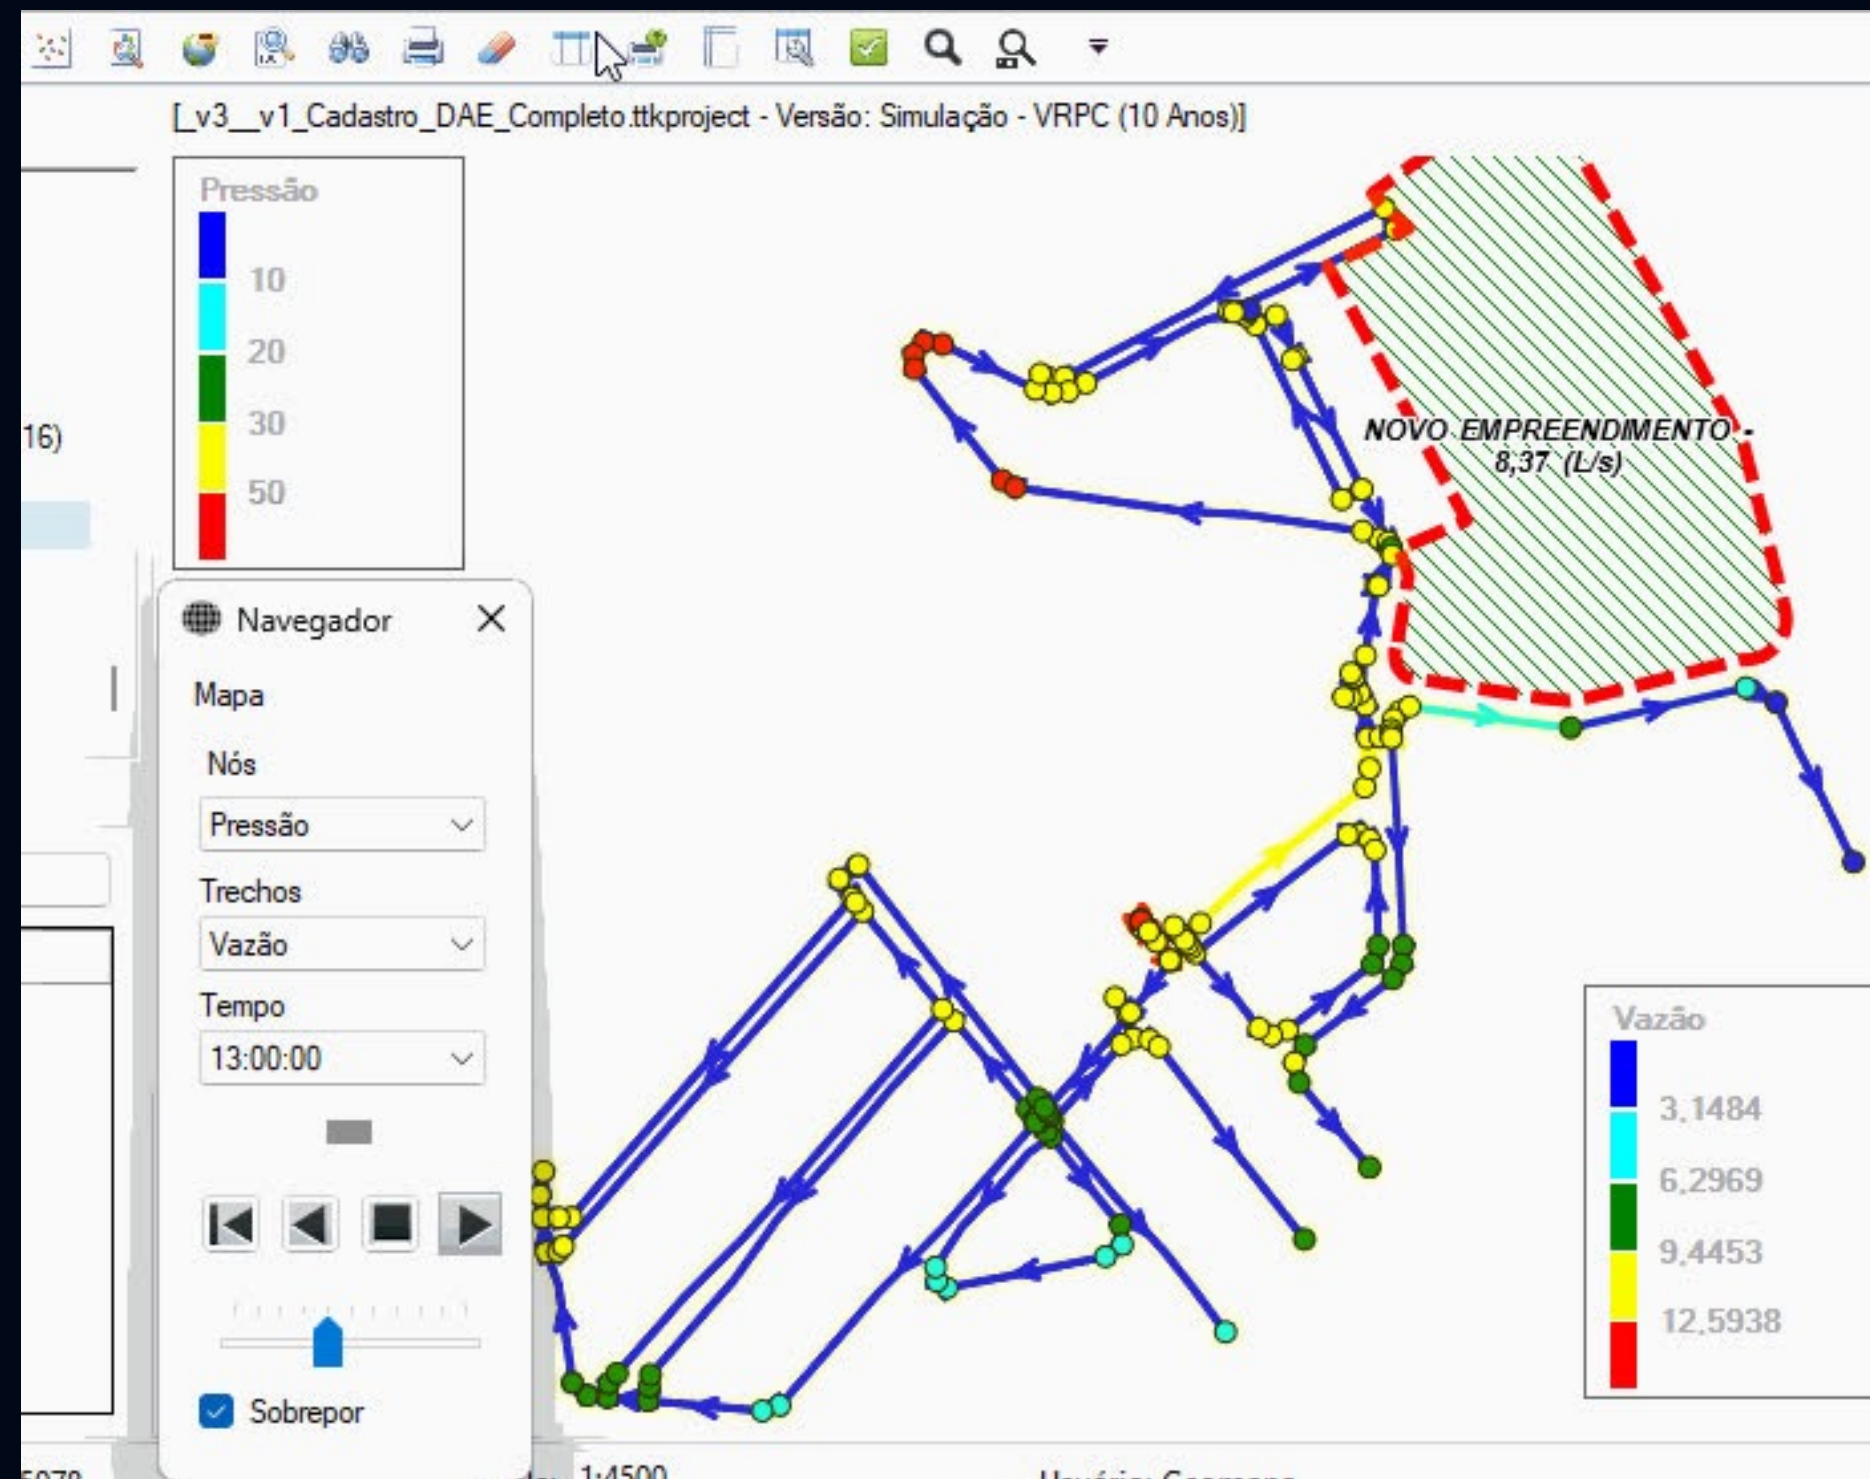 [_v3__v1_Cadastro_DAE_Completo.ttkproject - Versão: Simulação - VRPC (10 Anos)]
Pressão
10
20
30
50
16)
NOVO EMPREENDIMENTO -
8,37 (L/s)
Navegador
Mapa
Nós
Pressão
Trechos
Vazão
Tempo
13:00:00
Sobrepor
Vazão
3,1484
6,2969
9,4453
12,5938
1:4500